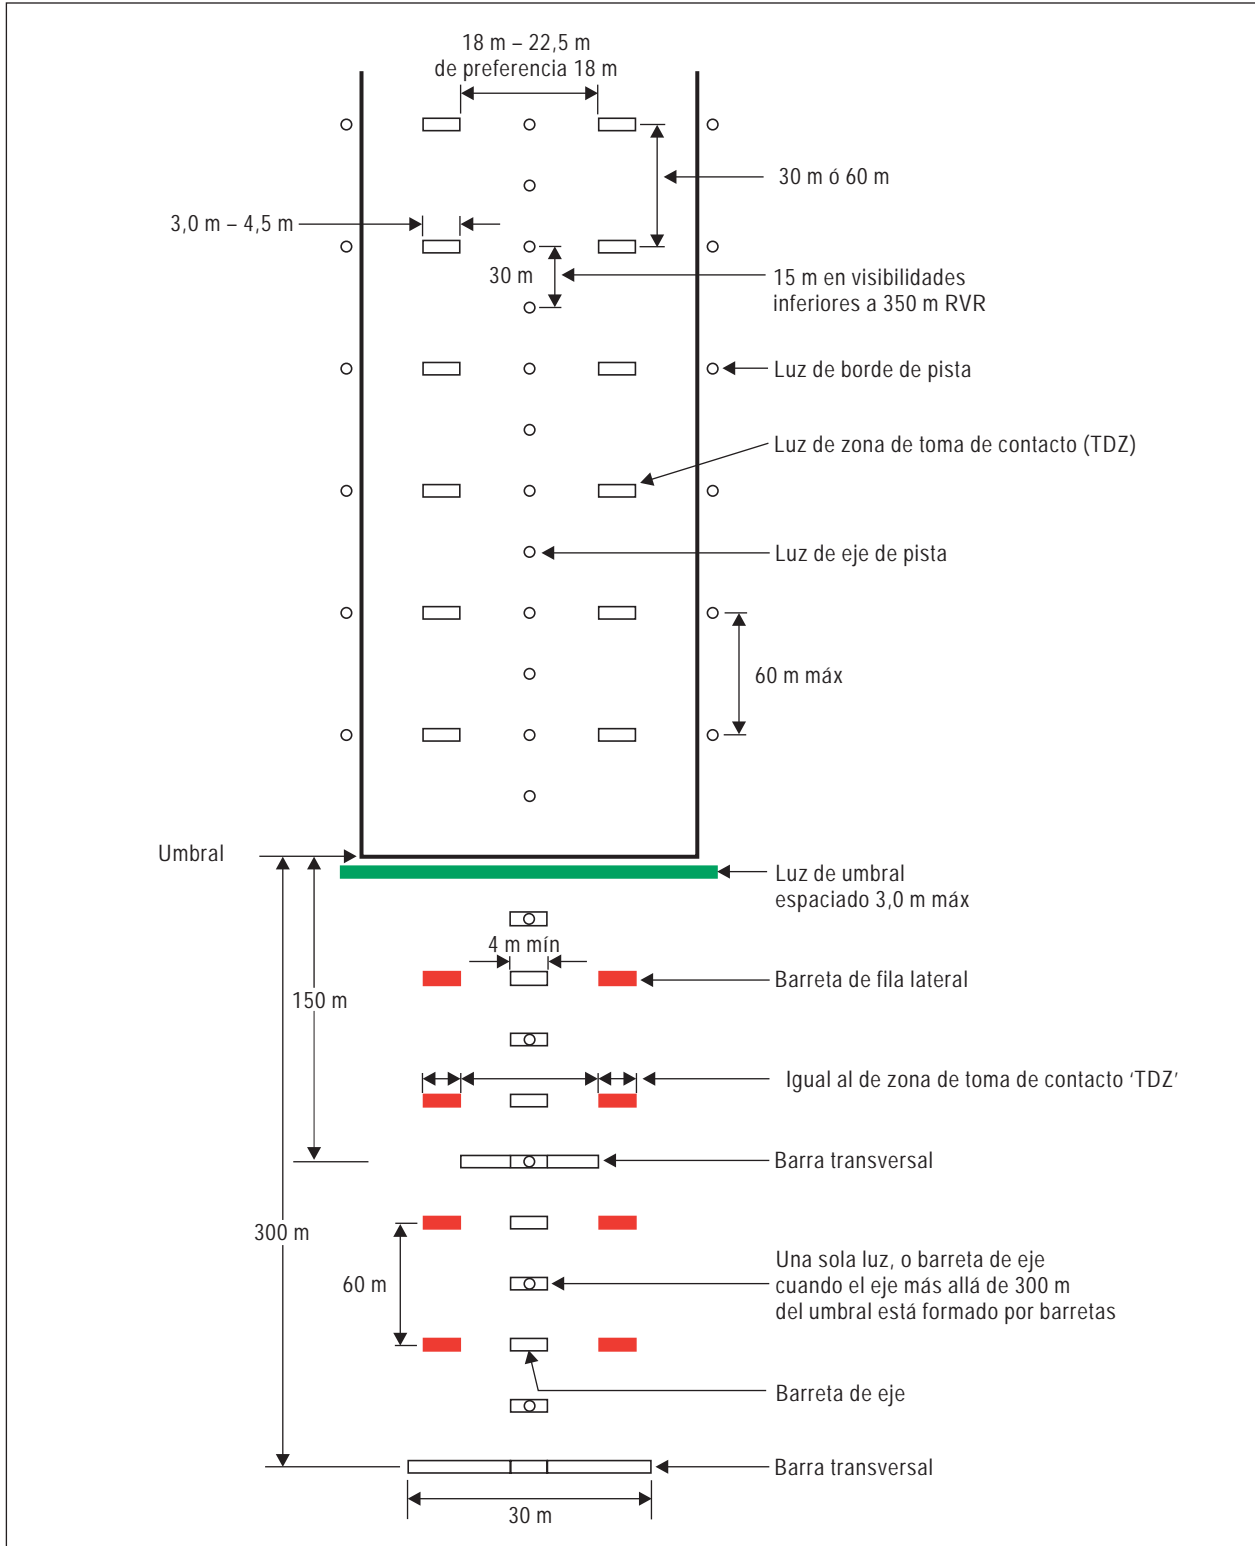 18 m – 22,5 m
de preferencia 18 m
30 m ó 60 m
3,0 m – 4,5 m
30 m
15 m en visibilidades
inferiores a 350 m RVR
Luz de borde de pista
Luz de zona de toma de contacto (TDZ)
Luz de eje de pista
60 m máx
Umbral
Luz de umbral
espaciado 3,0 m máx
4 m mín
Barreta de fila lateral
150 m
Igual al de zona de toma de contacto ‘TDZ’
Barra transversal
300 m
60 m
Una sola luz, o barreta de eje
cuando el eje más allá de 300 m
del umbral está formado por barretas
Barreta de eje
Barra transversal
30 m